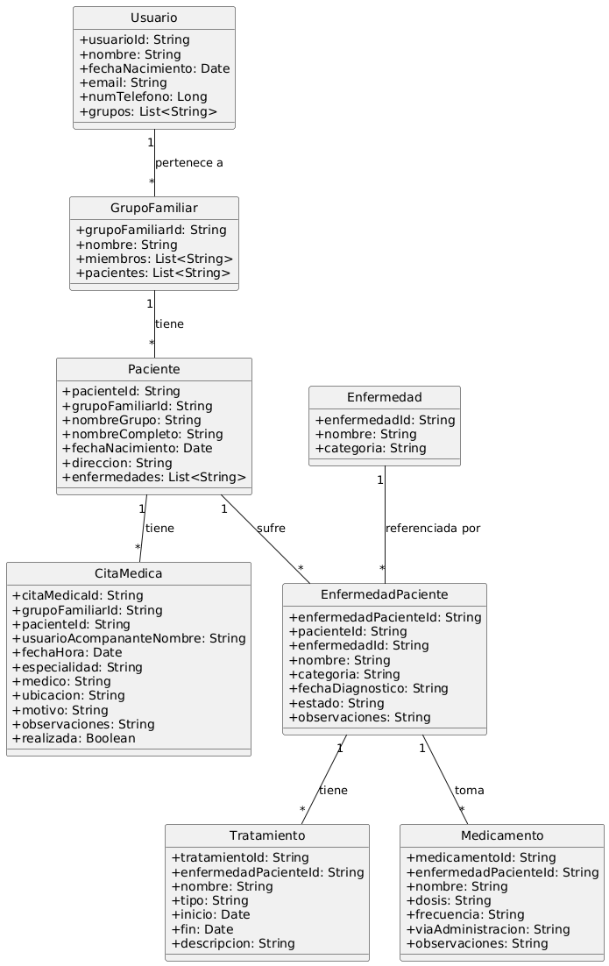 Usuario
+usuarioId: String
+nombre: String
+fechaNacimiento: Date
+email: String
+numTelefono: Long
+grupos: List<String>
1
pertenece a
*
GrupoFamiliar
+grupoFamiliarId: String
+nombre: String
+miembros: List<String>
+pacientes: List<String>
1
tiene
*
Paciente
+pacienteId: String
+grupoFamiliarId: String
+nombreGrupo: String
+nombreCompleto: String
+fechaNacimiento: Date
+direccion: String
+enfermedades: List<String>
Enfermedad
+enfermedadId: String
+nombre: String
+categoria: String
1
tiene
*
1
sufre
*
1
referenciada por
*
CitaMedica
+citaMedicaId: String
+grupoFamiliarId: String
+pacienteId: String
+usuarioAcompananteNombre: String
+fechaHora: Date
+especialidad: String
+medico: String
+ubicacion: String
+motivo: String
+observaciones: String
+realizada: Boolean
EnfermedadPaciente
+enfermedadPacienteId: String
+pacienteId: String
+enfermedadId: String
+nombre: String
+categoria: String
+fechaDiagnostico: String
+estado: String
+observaciones: String
1
tiene
*
1
toma
*
Tratamiento
+tratamientoId: String
+enfermedadPacienteId: String
+nombre: String
+tipo: String
+inicio: Date
+fin: Date
+descripcion: String
Medicamento
+medicamentoId: String
+enfermedadPacienteId: String
+nombre: String
+dosis: String
+frecuencia: String
+viaAdministracion: String
+observaciones: String